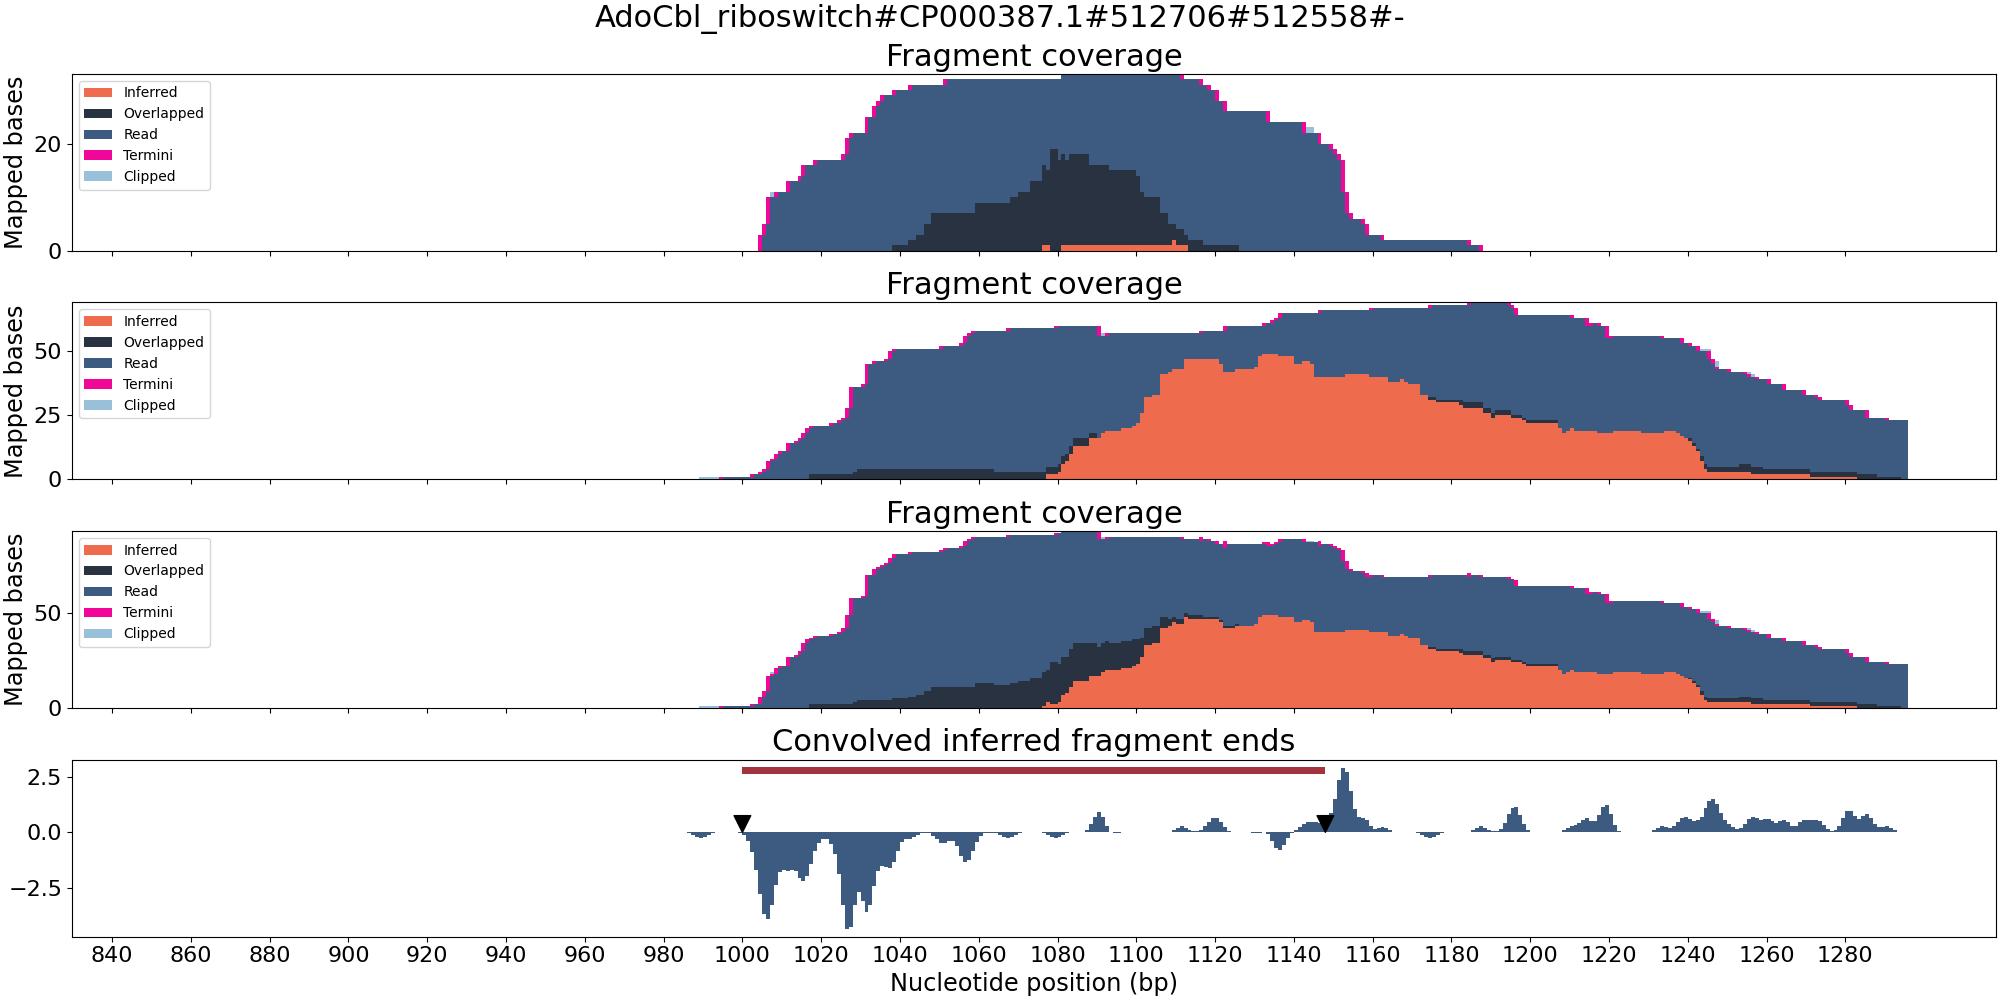 AdoCbl_riboswitch#CP000387.1#512706#512558#-
Fragment coverage
Mapped bases
20
0
Inferred
Overlapped
Read
Termini
Clipped
Fragment coverage
Mapped bases
50
25
0
Inferred
Overlapped
Read
Termini
Clipped
Fragment coverage
Mapped bases
50
0
Inferred
Overlapped
Read
Termini
Clipped
Convolved inferred fragment ends
2.5
0.0
−2.5
840 860 880 900 920 940 960 980 1000 1020 1040 1060 1080 1100 1120 1140 1160 1180 1200 1220 1240 1260 1280
Nucleotide position (bp)